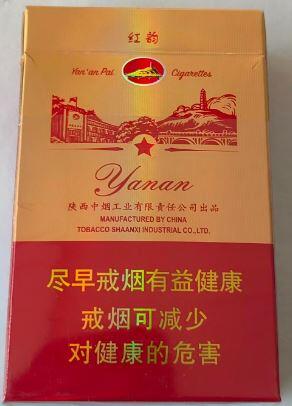 红韵
Yan'an Pai Cigarettes
Yanan
陕西中烟工业有限责任公司出品
MANUFACTURED BY CHINA
TOBACCO SHAANXI INDUSTRIAL CO.,LTD.
尽早戒烟有益健康
戒烟可减少
对健康的危害